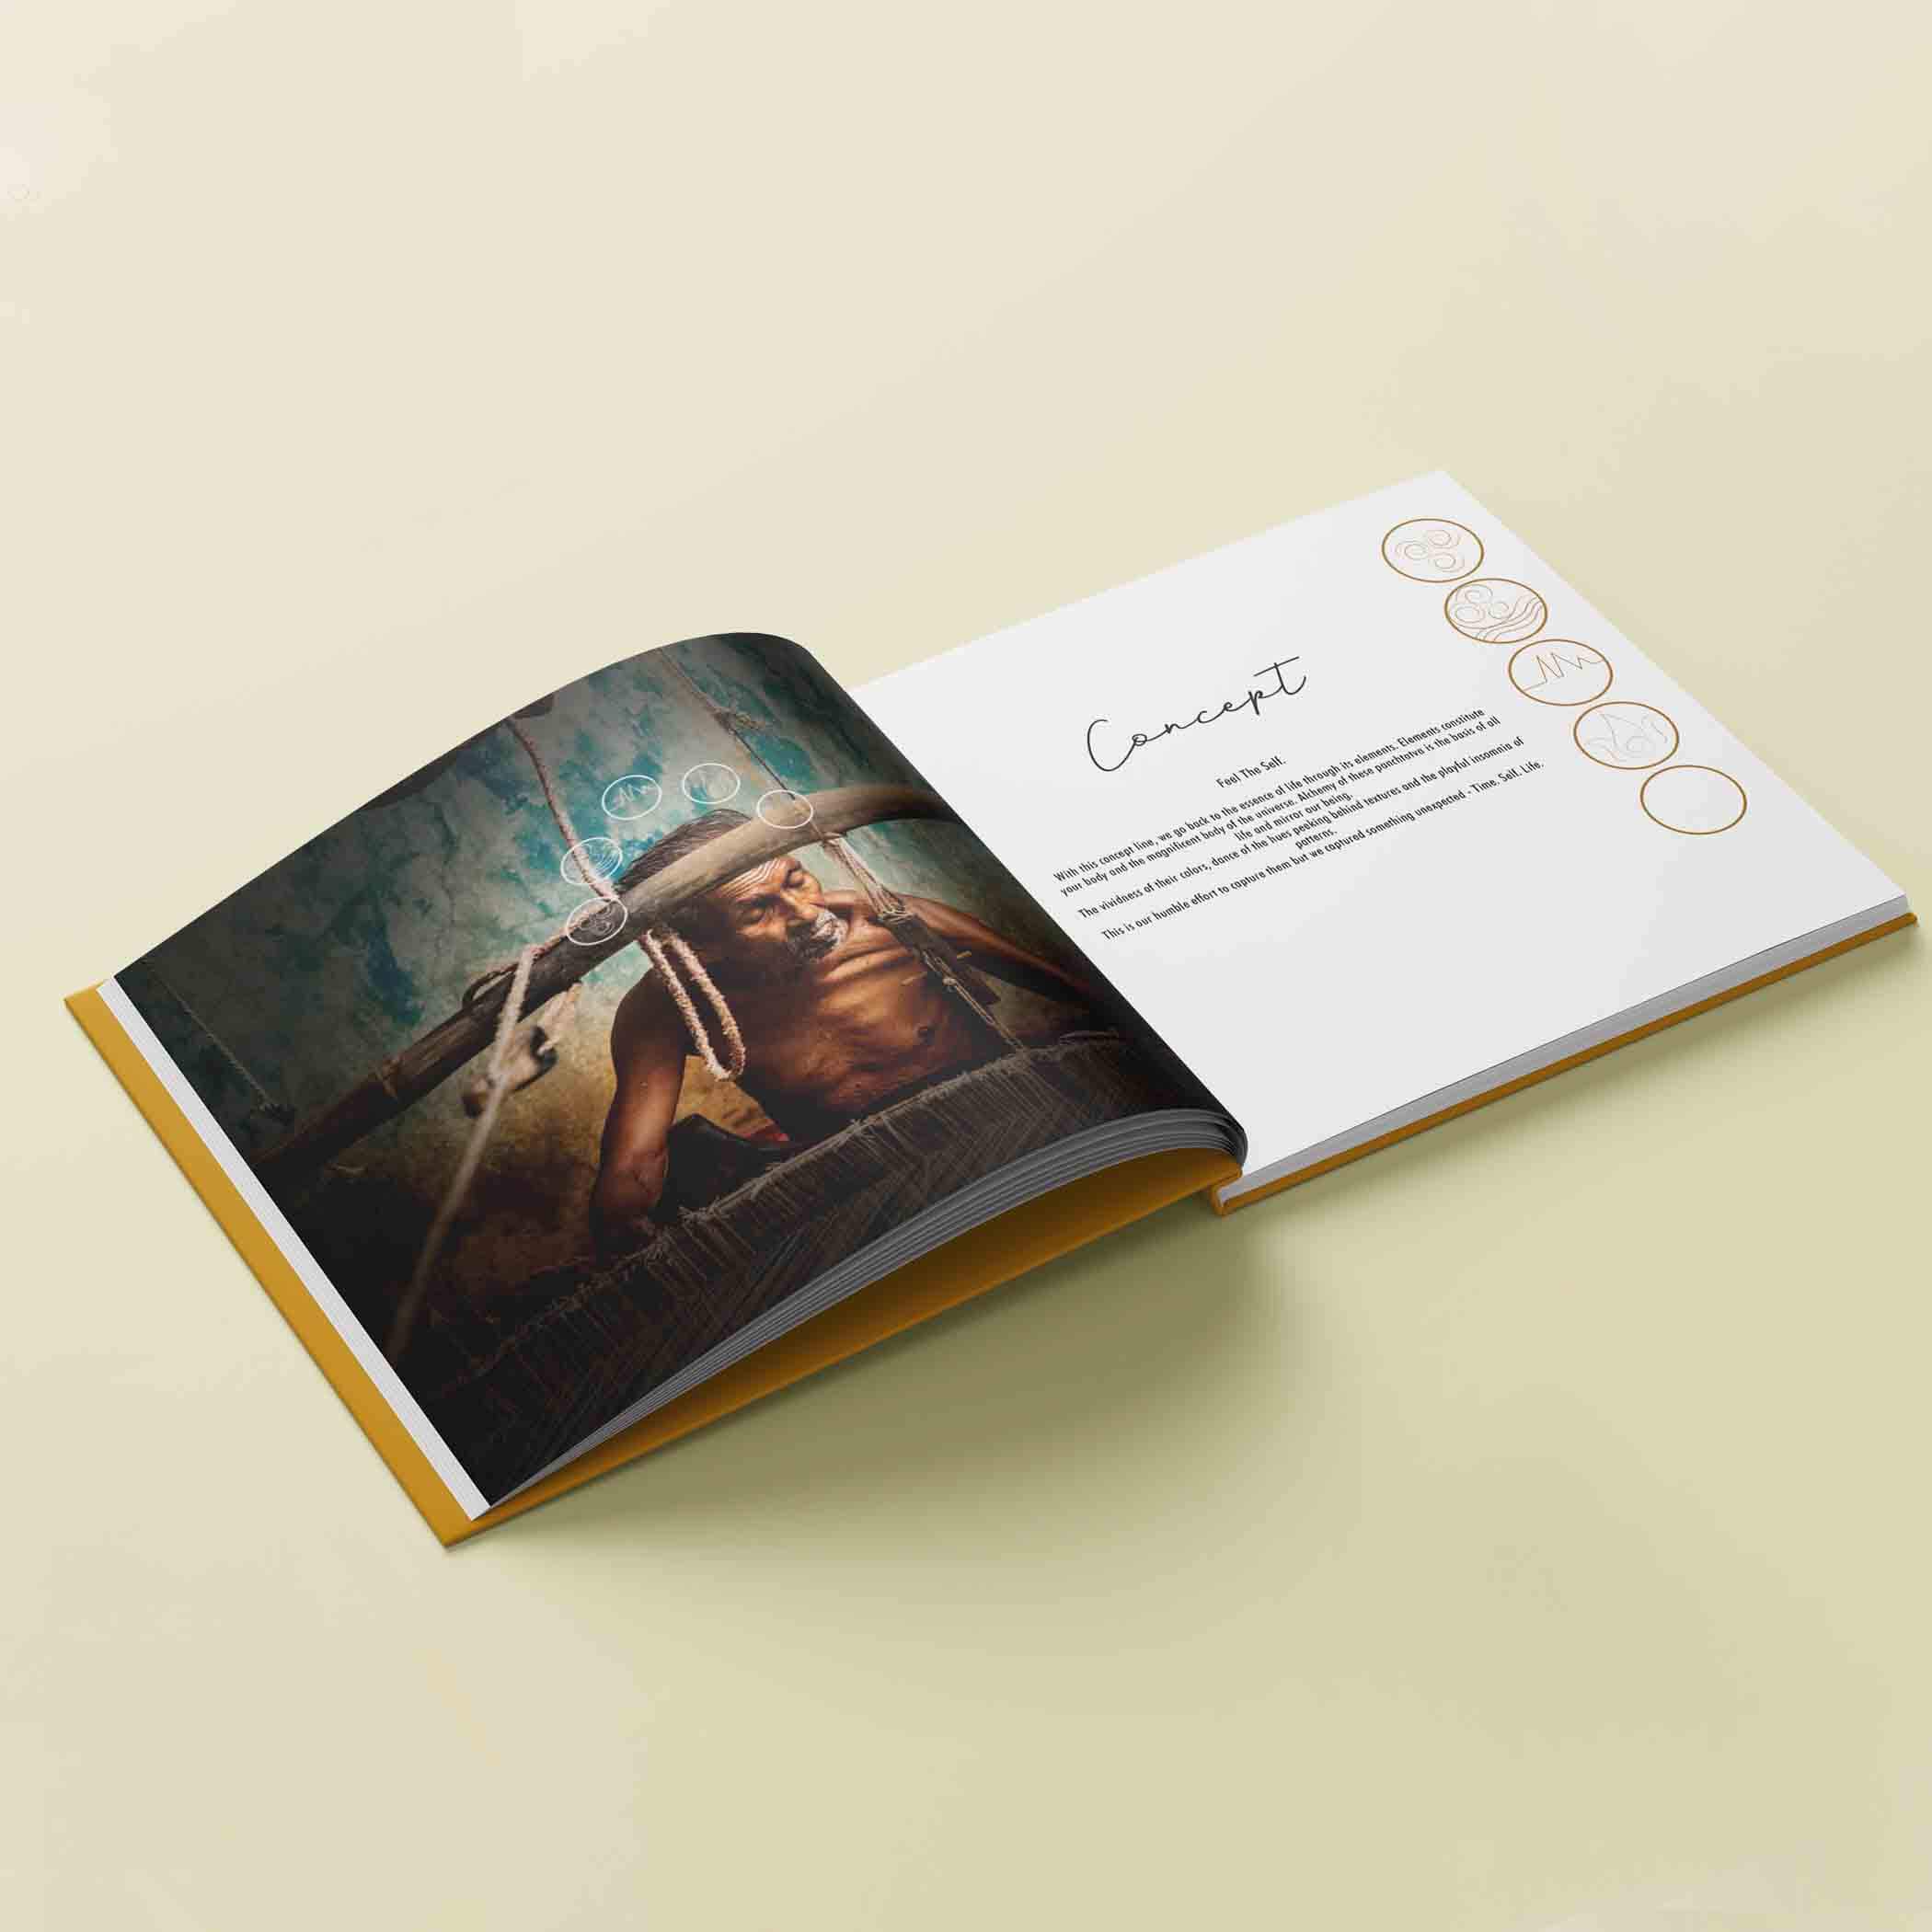 Concept
Feel The Self.
With this concept line, we go back to the essence of life through its elements. Elements constitute
your body and the magnificent body of the universe. Alchemy of these panchtatva is the basis of all
life and mirror our being.
The vividness of their colors, dance of the hues peeking behind textures and the playful insomnia of
patterns.
This is our humble effort to capture them but we captured something unexpected - Time. Self. Life.